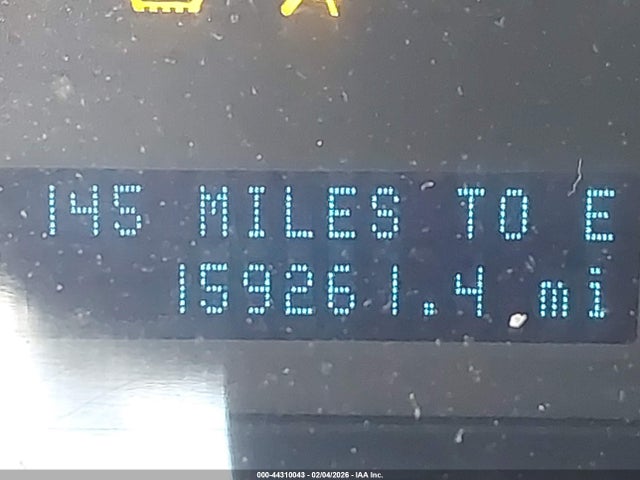 145 MILES TO E
159261.4 mi
000-44310043 - 02/04/2026 - IAA Inc.